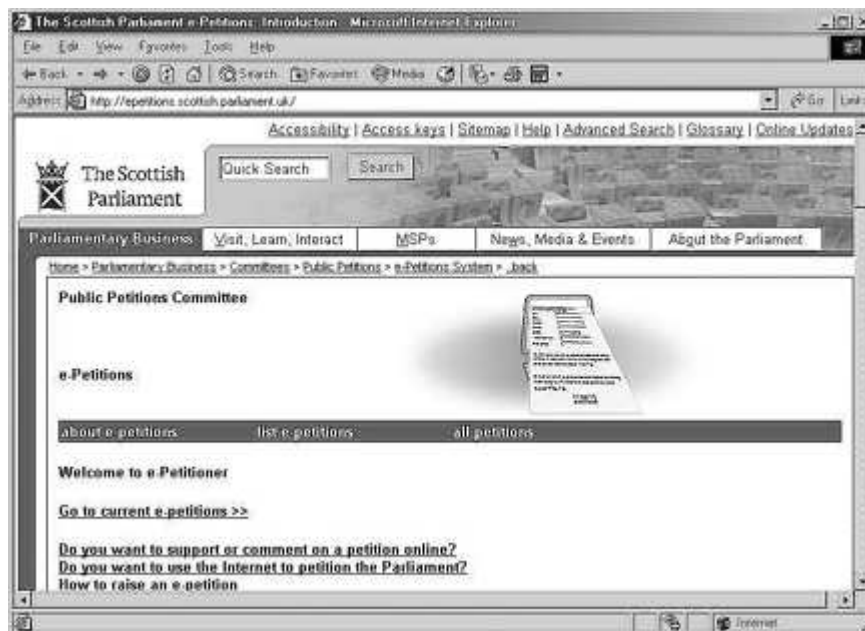 The Scottish Parliament e-Petitions: Introduction - Microsoft Internet Explorer
File Edit View Favorites Tools Help
Back Search Favorites Media
Address http://epetitions.scottish.parliament.uk/ Go Links
Accessibility | Access keys | Sitemap | Help | Advanced Search | Glossary | Online Updates
The Scottish Parliament
Quick Search Search
Parliamentary Business Visit, Learn, Interact MSPs News, Media & Events About the Parliament
Home > Parliamentary Business > Committees > Public Petitions > e-Petitions System > ..back
Public Petitions Committee
e-Petitions
about e-petitions list e-petitions all petitions
Welcome to e-Petitioner
Go to current e-petitions >>
Do you want to support or comment on a petition online?
Do you want to use the Internet to petition the Parliament?
How to raise an e-petition
Internet